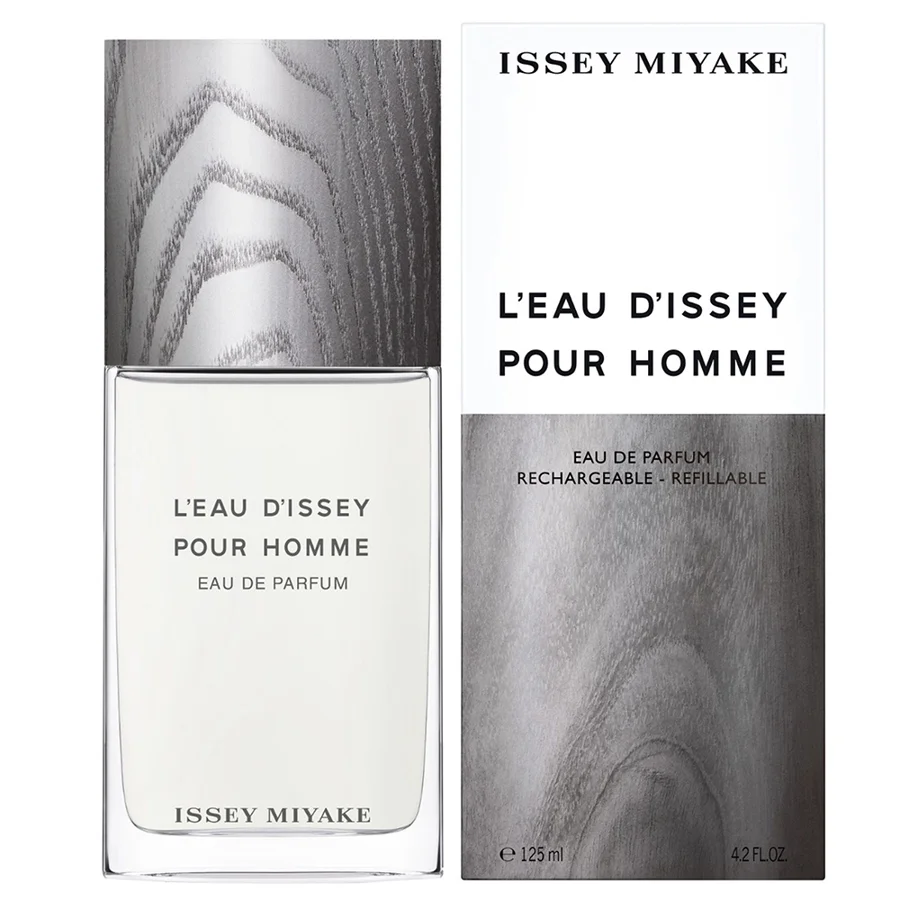 L'EAU D'ISSEY
POUR HOMME
EAU DE PARFUM
ISSEY MIYAKE
ISSEY MIYAKE
L'EAU D'ISSEY
POUR HOMME
EAU DE PARFUM
RECHARGEABLE - REFILLABLE
℮ 125 ml
4.2 FL.OZ.